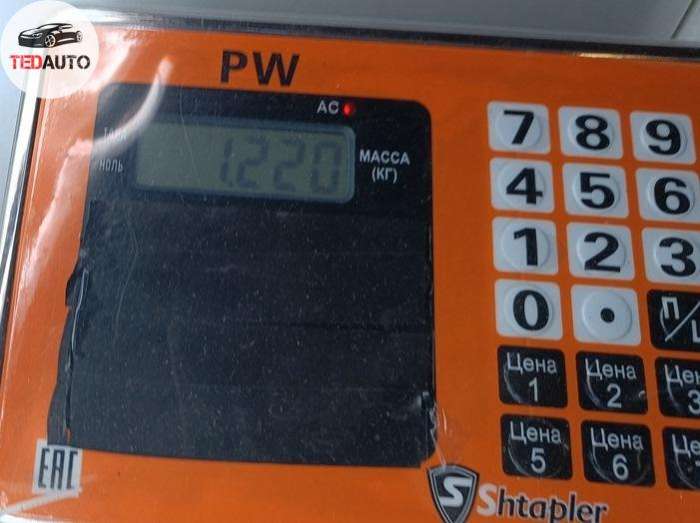 TEDAUTO
PW
AC
ТАРА
НОЛЬ
1.220
МАССА
(КГ)
7 8 9
4 5 6
1 2 3
0 •
Цена 1
Цена 2
Цена 5
Цена 6
EAC
S Shtapler